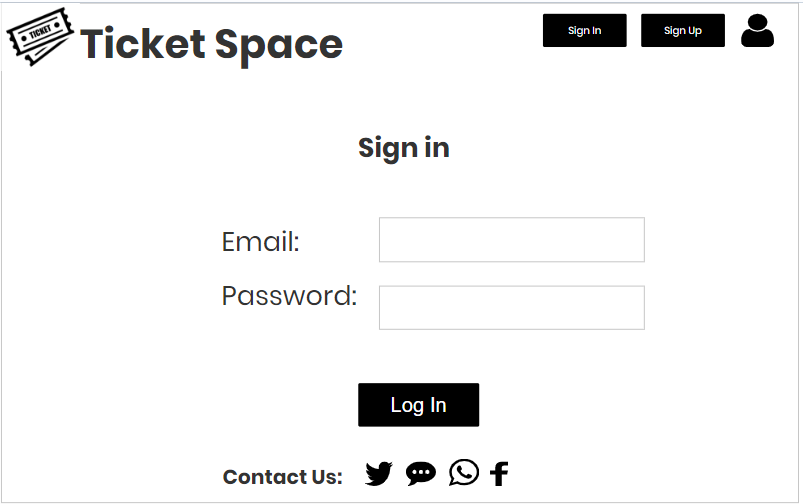 TICKET
Ticket Space
Sign In
Sign Up
Sign in
Email:
Password:
Log In
Contact Us: